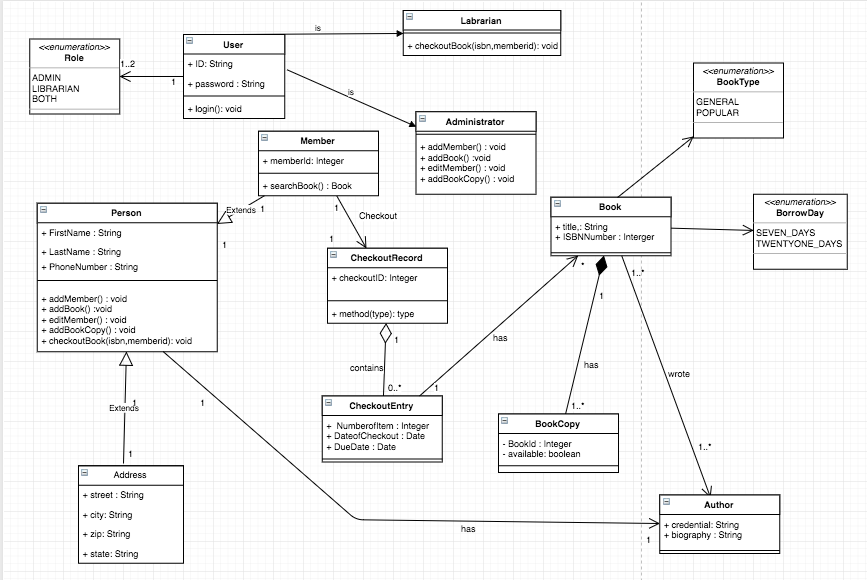 <<enumeration>>
Role
ADMIN
LIBRARIAN
BOTH
1..2
1
User
+ ID: String
+ password : String
+ login(): void
is
is
Labrarian
+ checkoutBook(isbn,memberid): void
Administrator
+ addMember() : void
+ addBook() :void
+ editMember() : void
+ addBookCopy() : void
<<enumeration>>
BookType
GENERAL
POPULAR
Member
+ memberId: Integer
+ searchBook() : Book
Extends
1
1
1
Checkout
1
Person
+ FirstName : String
+ LastName : String
+ PhoneNumber : String
+ addMember() : void
+ addBook() :void
+ editMember() : void
+ addBookCopy() : void
+ checkoutBook(isbn,memberid): void
CheckoutRecord
+ checkoutID: Integer
+ method(type): type
1
contains
0..*
Book
+ title,: String
+ ISBNNumber : Interger
<<enumeration>>
BorrowDay
SEVEN_DAYS
TWENTYONE_DAYS
*
1
1..*
has
1
has
1..*
wrote
1..*
CheckoutEntry
+ NumberofItem : Integer
+ DateofCheckout : Date
+ DueDate : Date
BookCopy
- BookId : Integer
- available: boolean
Extends
1
1
1
Address
+ street : String
+ city: String
+ zip: String
+ state: String
has
1
Author
+ credential: String
+ biography : String